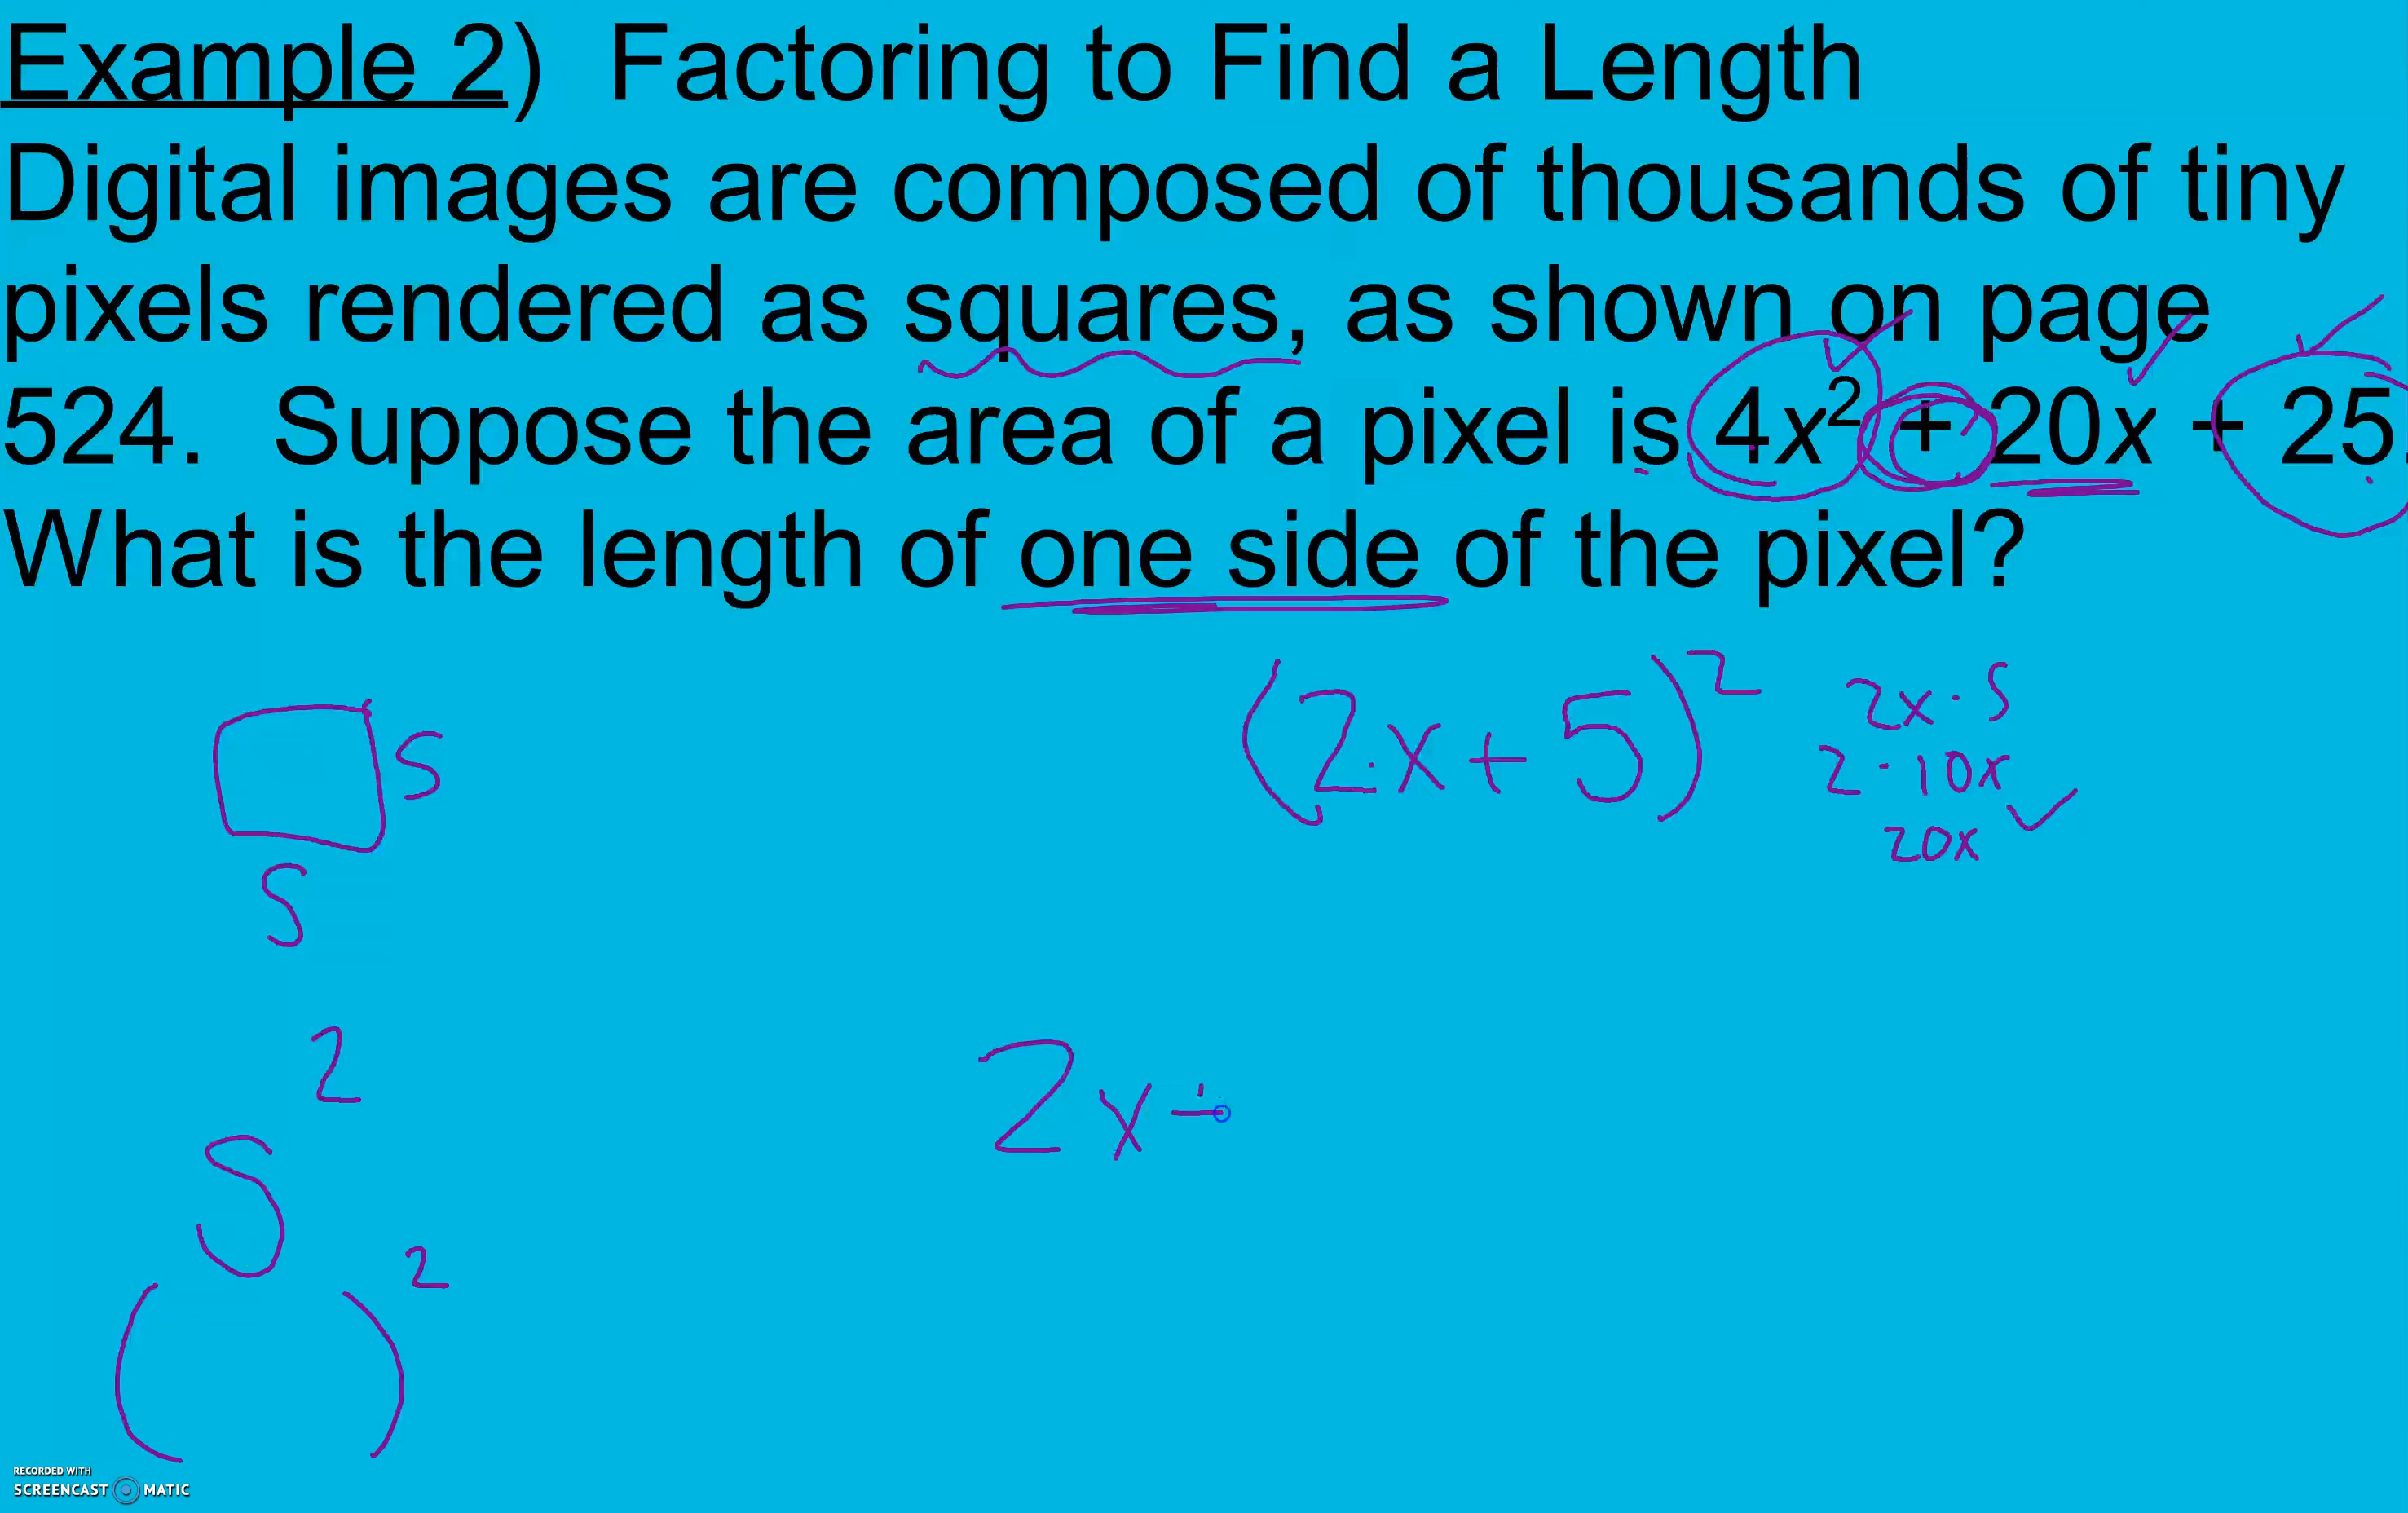 Example 2) Factoring to Find a Length
Digital images are composed of thousands of tiny
pixels rendered as squares, as shown on page
524. Suppose the area of a pixel is 4x² + 20x + 25.
What is the length of one side of the pixel?
(2·x+5)²
2x·5
2·10x
20x
S
S
S²
( )²
2x+
RECORDED WITH
SCREENCAST MATIC